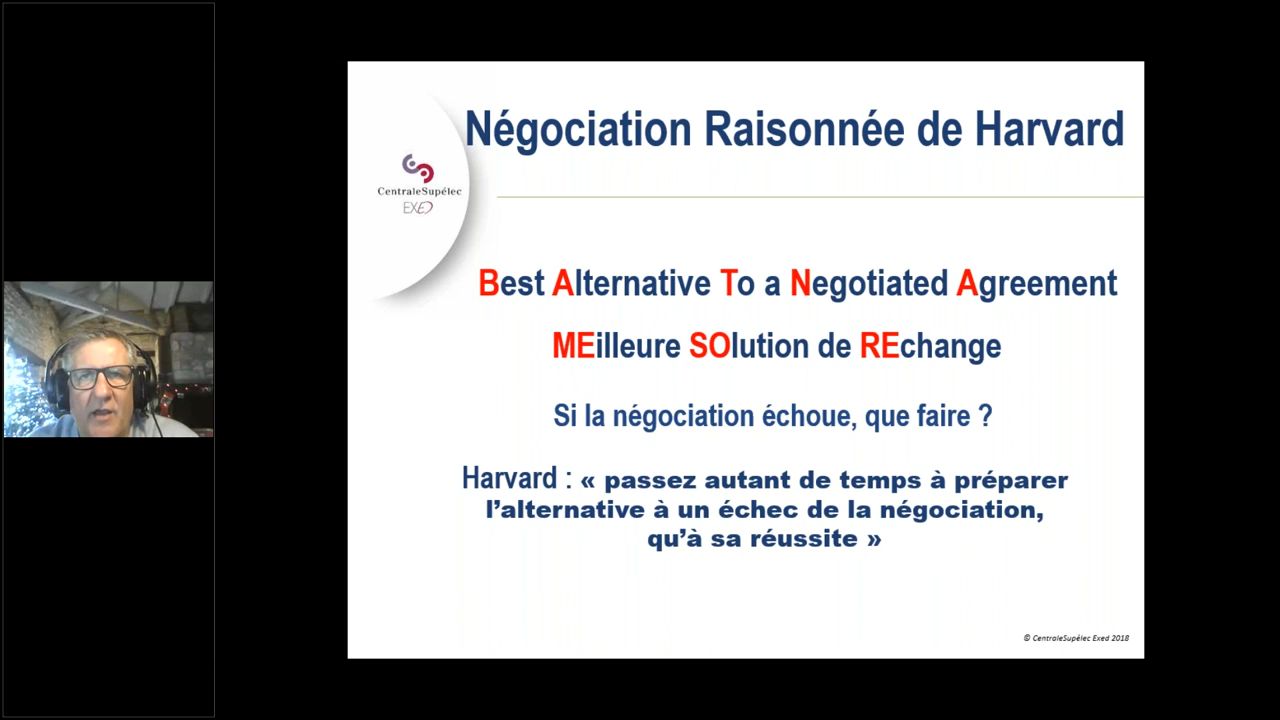 Négociation Raisonnée de Harvard
CentraleSupélec
EXED
Best Alternative To a Negotiated Agreement
MEilleure SOlution de REchange
Si la négociation échoue, que faire ?
Harvard : « passez autant de temps à préparer
l’alternative à un échec de la négociation,
qu’à sa réussite »
© CentraleSupélec Exed 2018